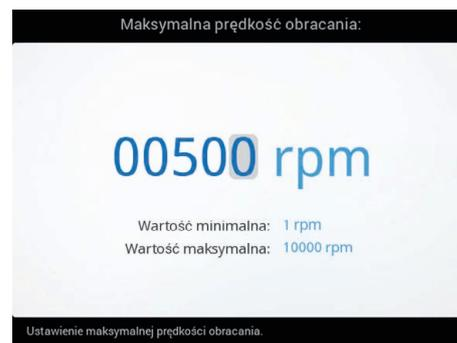 Maksymalna prędkość obracania:
00500 rpm
Wartość minimalna: 1 rpm
Wartość maksymalna: 10000 rpm
Ustawienie maksymalnej prędkości obracania.